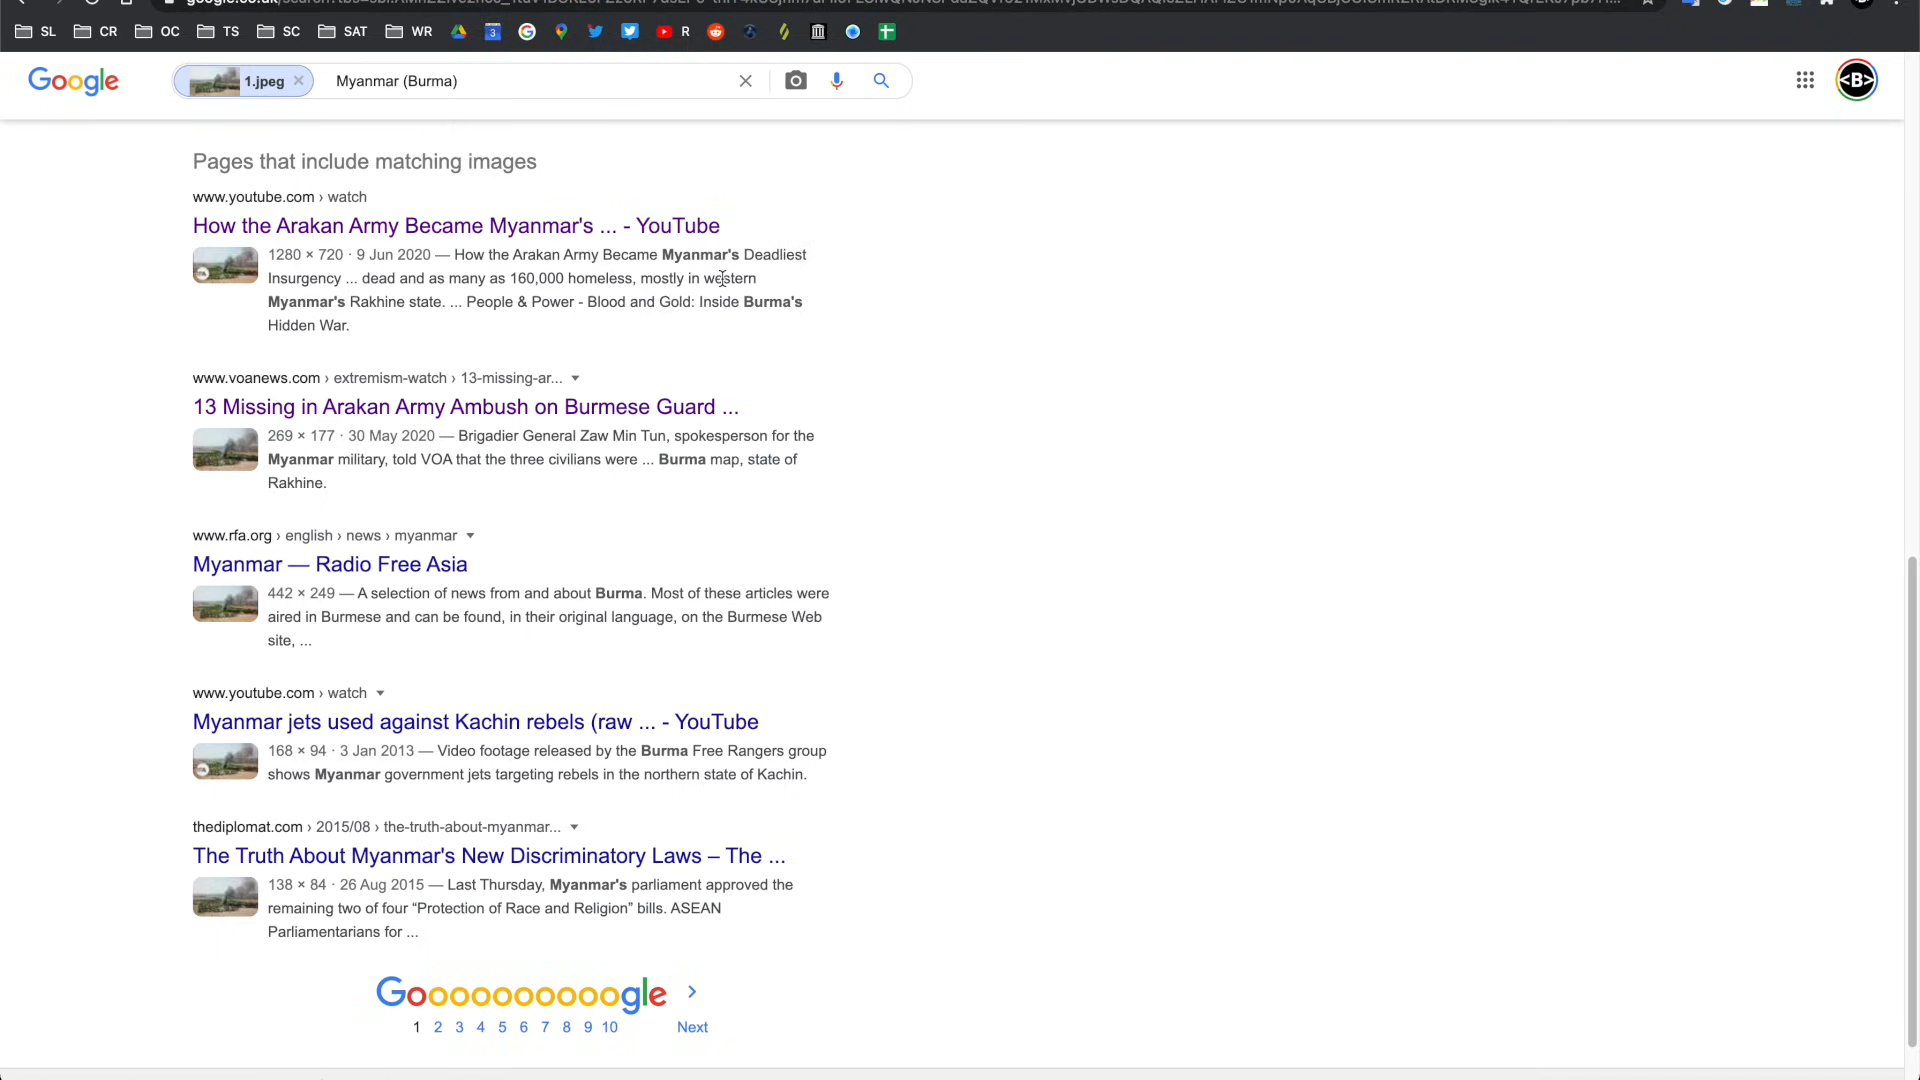 SL CR OC TS SC SAT WR R
Google 1.jpeg Myanmar (Burma) <B>
Pages that include matching images
www.youtube.com › watch
How the Arakan Army Became Myanmar's ... - YouTube
1280 × 720 · 9 Jun 2020 — How the Arakan Army Became Myanmar's Deadliest
Insurgency ... dead and as many as 160,000 homeless, mostly in western
Myanmar's Rakhine state. ... People & Power - Blood and Gold: Inside Burma's
Hidden War.
www.voanews.com › extremism-watch › 13-missing-ar...
13 Missing in Arakan Army Ambush on Burmese Guard ...
269 × 177 · 30 May 2020 — Brigadier General Zaw Min Tun, spokesperson for the
Myanmar military, told VOA that the three civilians were ... Burma map, state of
Rakhine.
www.rfa.org › english › news › myanmar
Myanmar — Radio Free Asia
442 × 249 — A selection of news from and about Burma. Most of these articles were
aired in Burmese and can be found, in their original language, on the Burmese Web
site, ...
www.youtube.com › watch
Myanmar jets used against Kachin rebels (raw ... - YouTube
168 × 94 · 3 Jan 2013 — Video footage released by the Burma Free Rangers group
shows Myanmar government jets targeting rebels in the northern state of Kachin.
thediplomat.com › 2015/08 › the-truth-about-myanmar...
The Truth About Myanmar's New Discriminatory Laws – The ...
138 × 84 · 26 Aug 2015 — Last Thursday, Myanmar's parliament approved the
remaining two of four “Protection of Race and Religion” bills. ASEAN
Parliamentarians for ...
Goooooooooogle >
1 2 3 4 5 6 7 8 9 10 Next